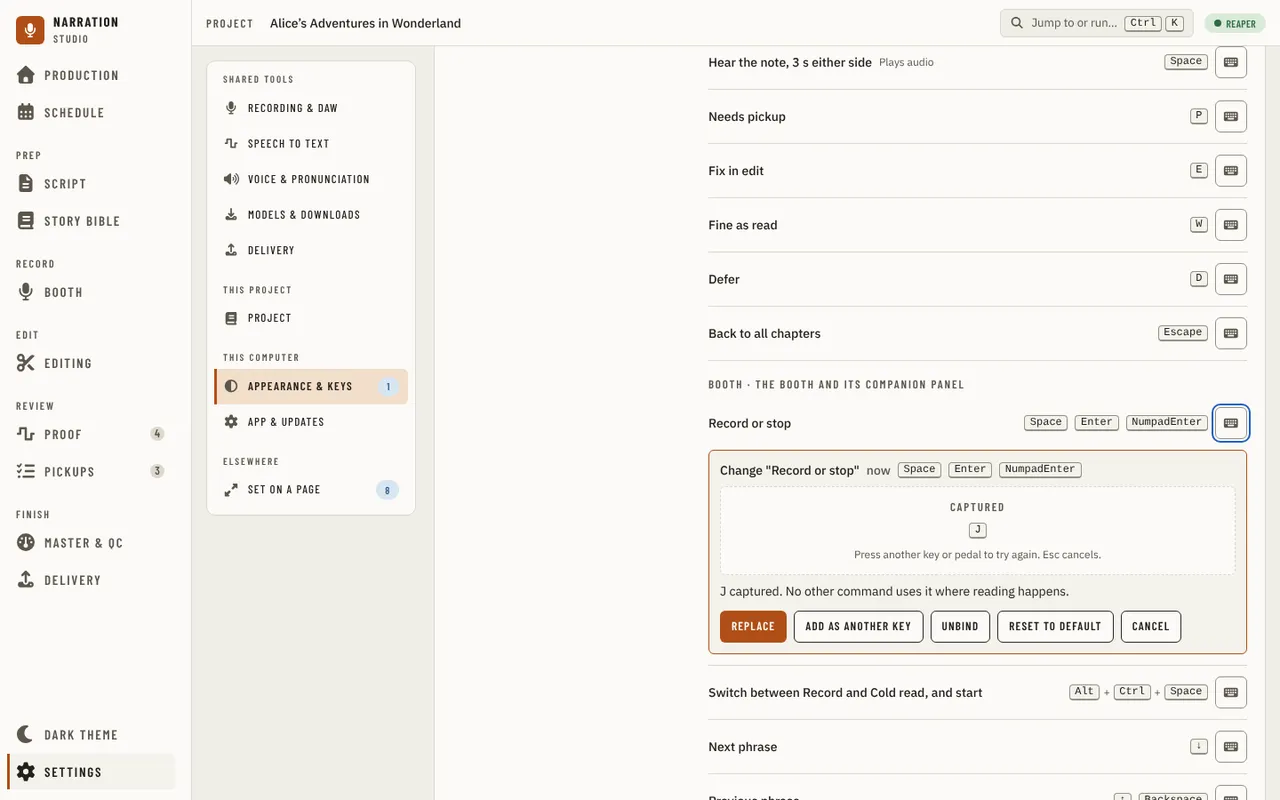 NARRATION
STUDIO
PRODUCTION
SCHEDULE
PREP
SCRIPT
STORY BIBLE
RECORD
BOOTH
EDIT
EDITING
REVIEW
PROOF 4
PICKUPS 3
FINISH
MASTER & QC
DELIVERY
DARK THEME
SETTINGS
PROJECT Alice's Adventures in Wonderland
Jump to or run... Ctrl K
REAPER
SHARED TOOLS
RECORDING & DAW
SPEECH TO TEXT
VOICE & PRONUNCIATION
MODELS & DOWNLOADS
DELIVERY
THIS PROJECT
PROJECT
THIS COMPUTER
APPEARANCE & KEYS 1
APP & UPDATES
ELSEWHERE
SET ON A PAGE 8
Hear the note, 3 s either side Plays audio Space
Needs pickup P
Fix in edit E
Fine as read W
Defer D
Back to all chapters Escape
BOOTH · THE BOOTH AND ITS COMPANION PANEL
Record or stop Space Enter NumpadEnter
Change "Record or stop" now Space Enter NumpadEnter
CAPTURED
J
Press another key or pedal to try again. Esc cancels.
J captured. No other command uses it where reading happens.
REPLACE ADD AS ANOTHER KEY UNBIND RESET TO DEFAULT CANCEL
Switch between Record and Cold read, and start Alt + Ctrl + Space
Next phrase ↓
Previous phrase ↑ Backspace